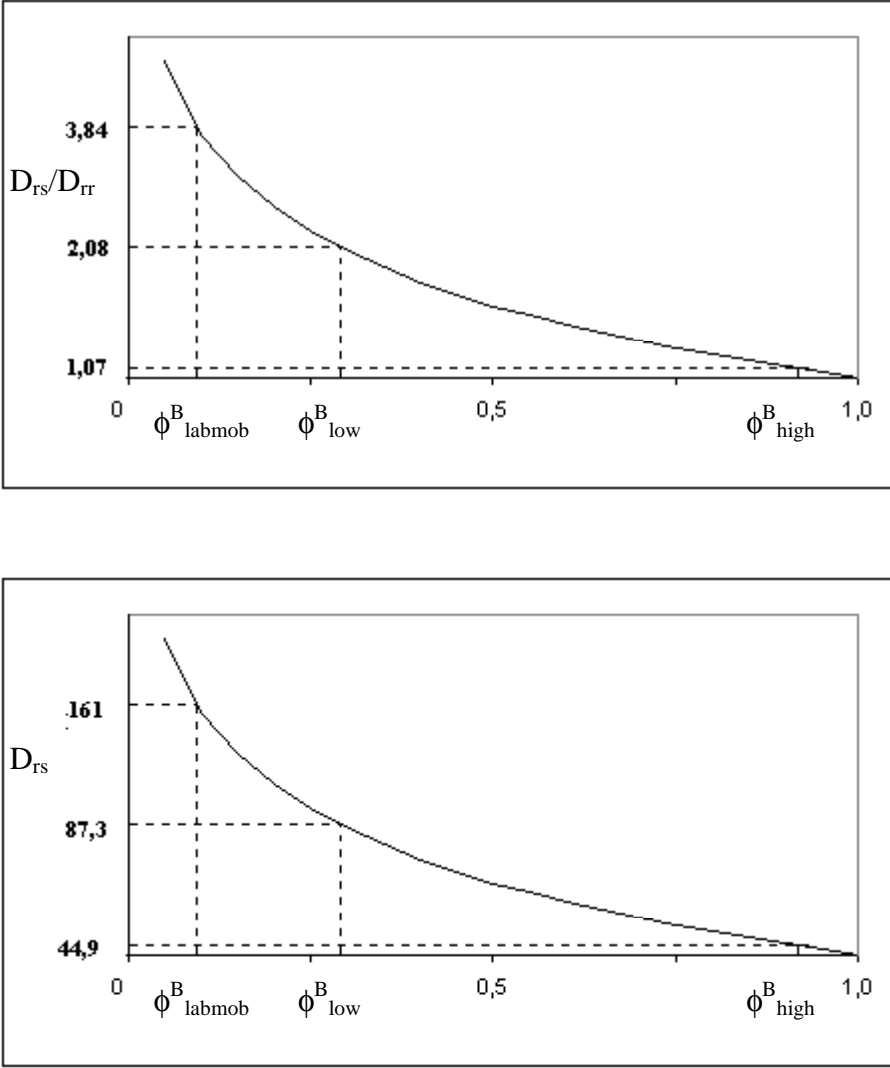 3,84
D_rs/D_rr
2,08
1,07
0 ϕ^B_labmob ϕ^B_low 0,5 ϕ^B_high 1,0
161
D_rs
87,3
44,9
0 ϕ^B_labmob ϕ^B_low 0,5 ϕ^B_high 1,0